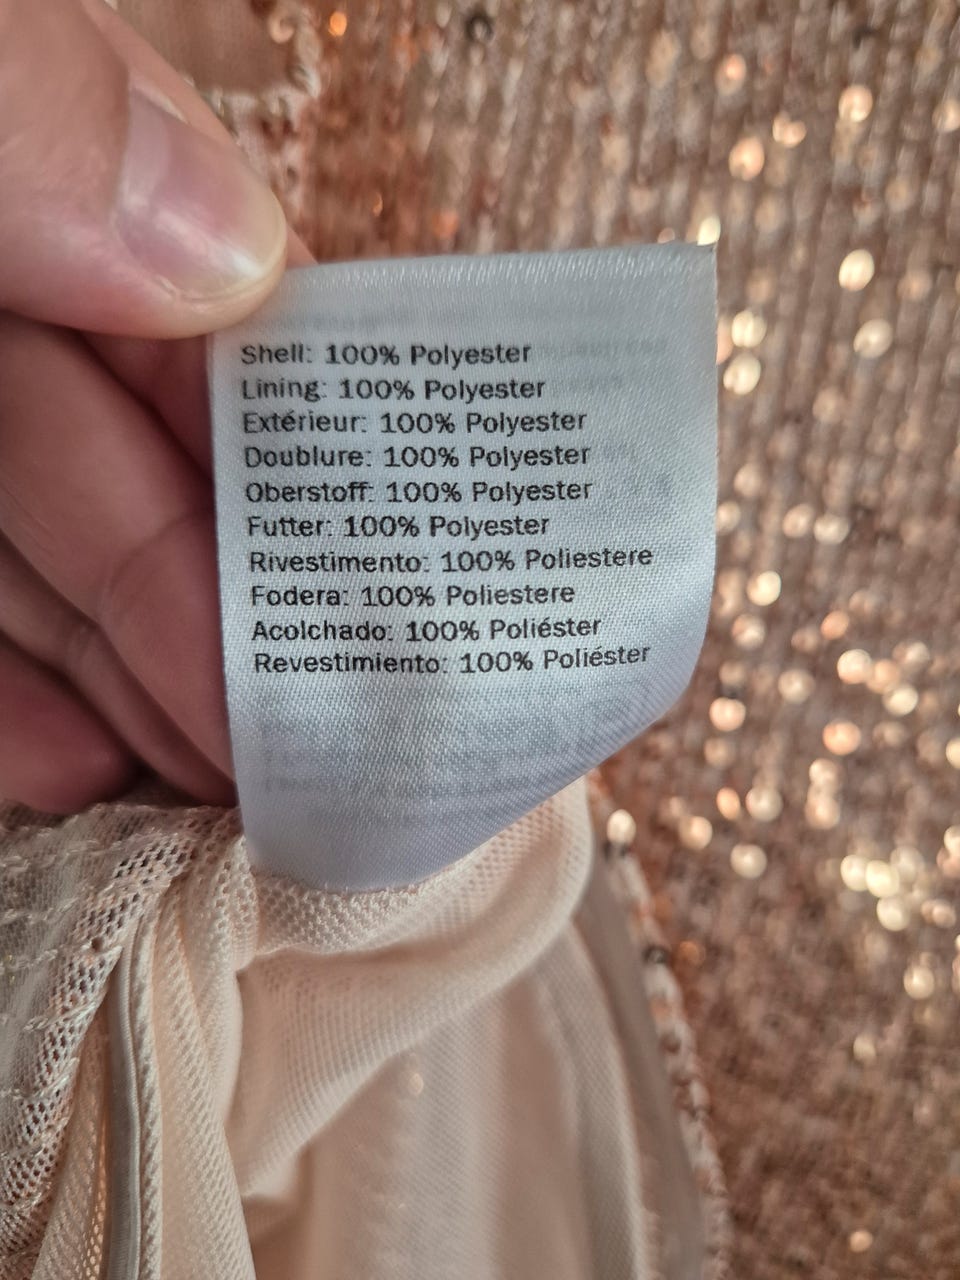 Shell: 100% Polyester
Lining: 100% Polyester
Extérieur: 100% Polyester
Doublure: 100% Polyester
Oberstoff: 100% Polyester
Futter: 100% Polyester
Rivestimento: 100% Poliestere
Fodera: 100% Poliestere
Acolchado: 100% Poliéster
Revestimiento: 100% Poliéster